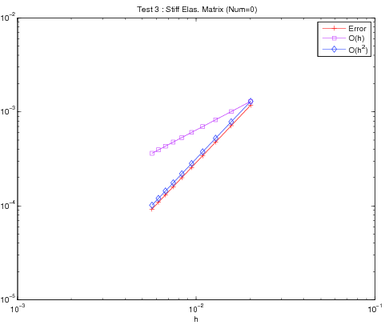 Test 3 : Stiff Elas. Matrix (Num=0)
10⁻²
10⁻³
10⁻⁴
10⁻⁵
10⁻³
10⁻²
10⁻¹
h
Error
O(h)
O(h²)